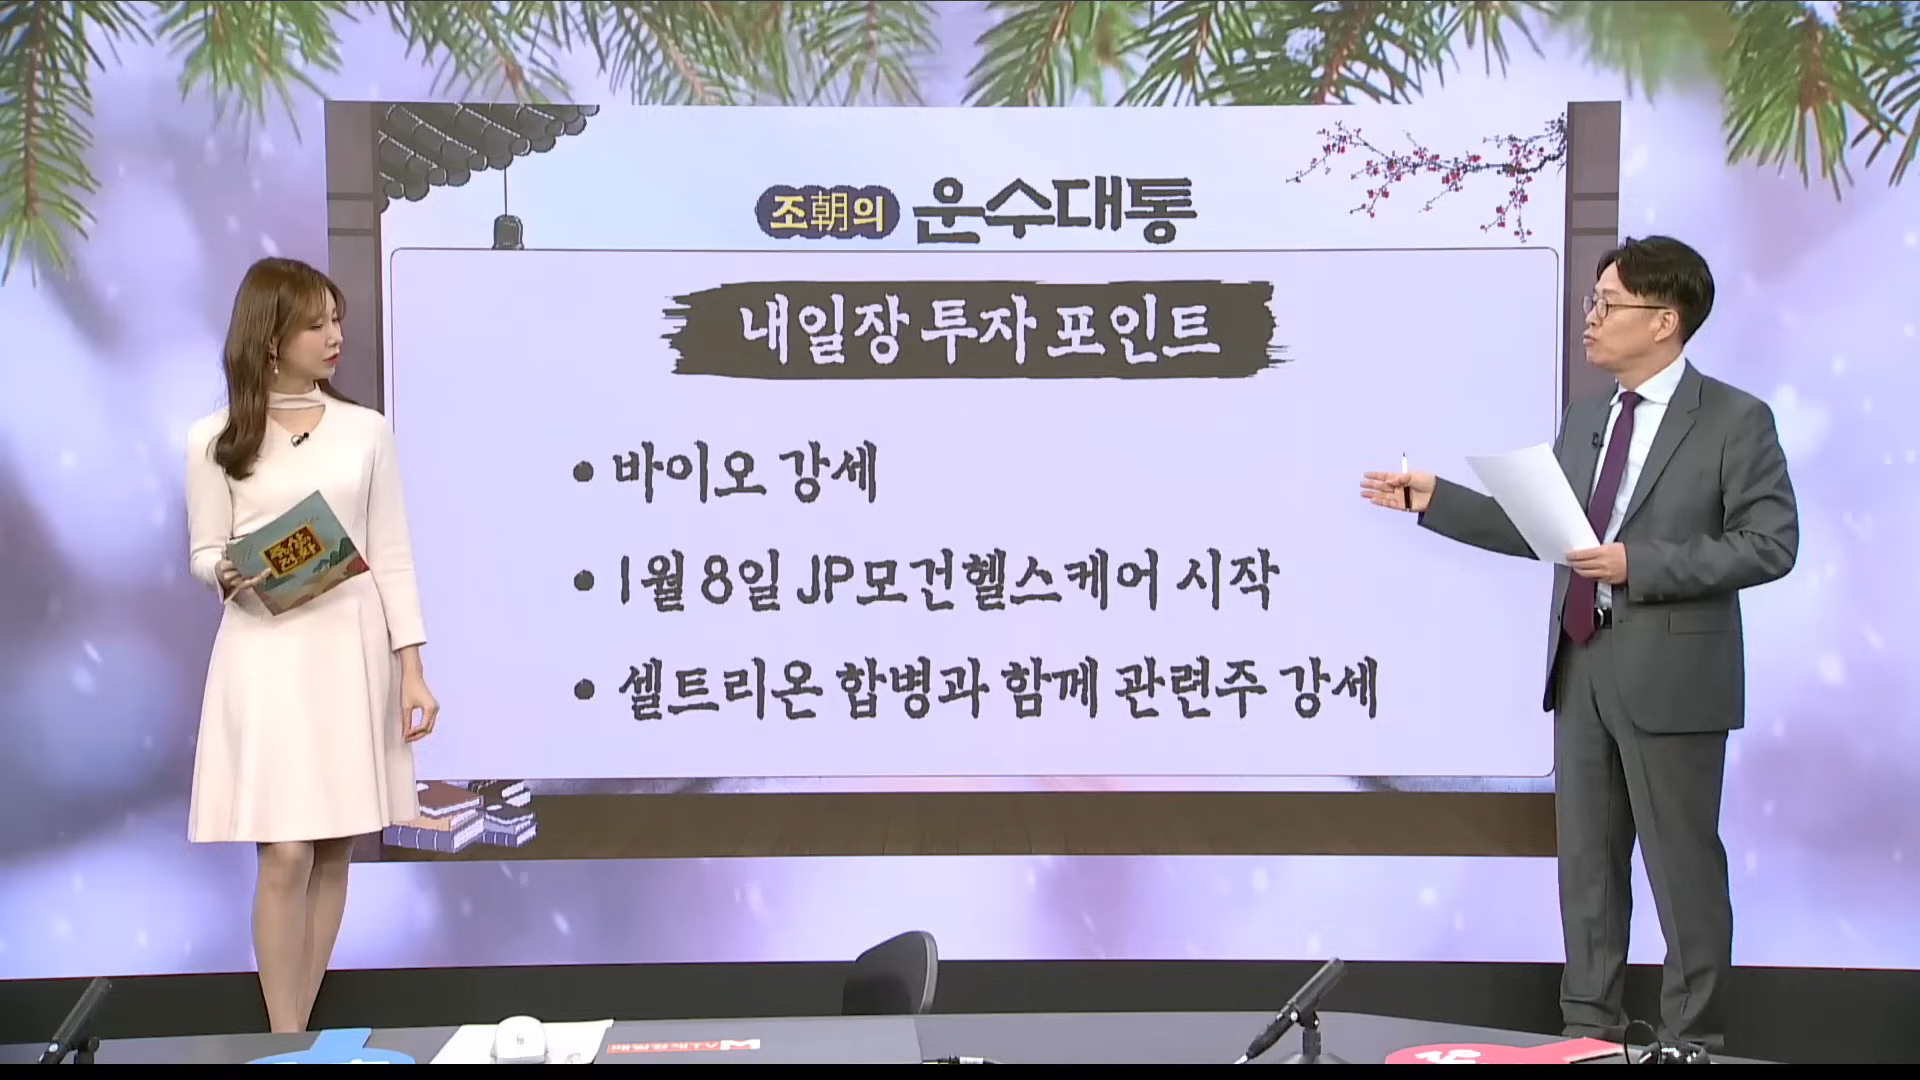 조朝의 운수대통
내일장 투자 포인트
• 바이오 강세
• 1월 8일 JP모건헬스케어 시작
• 셀트리온 합병과 함께 관련주 강세